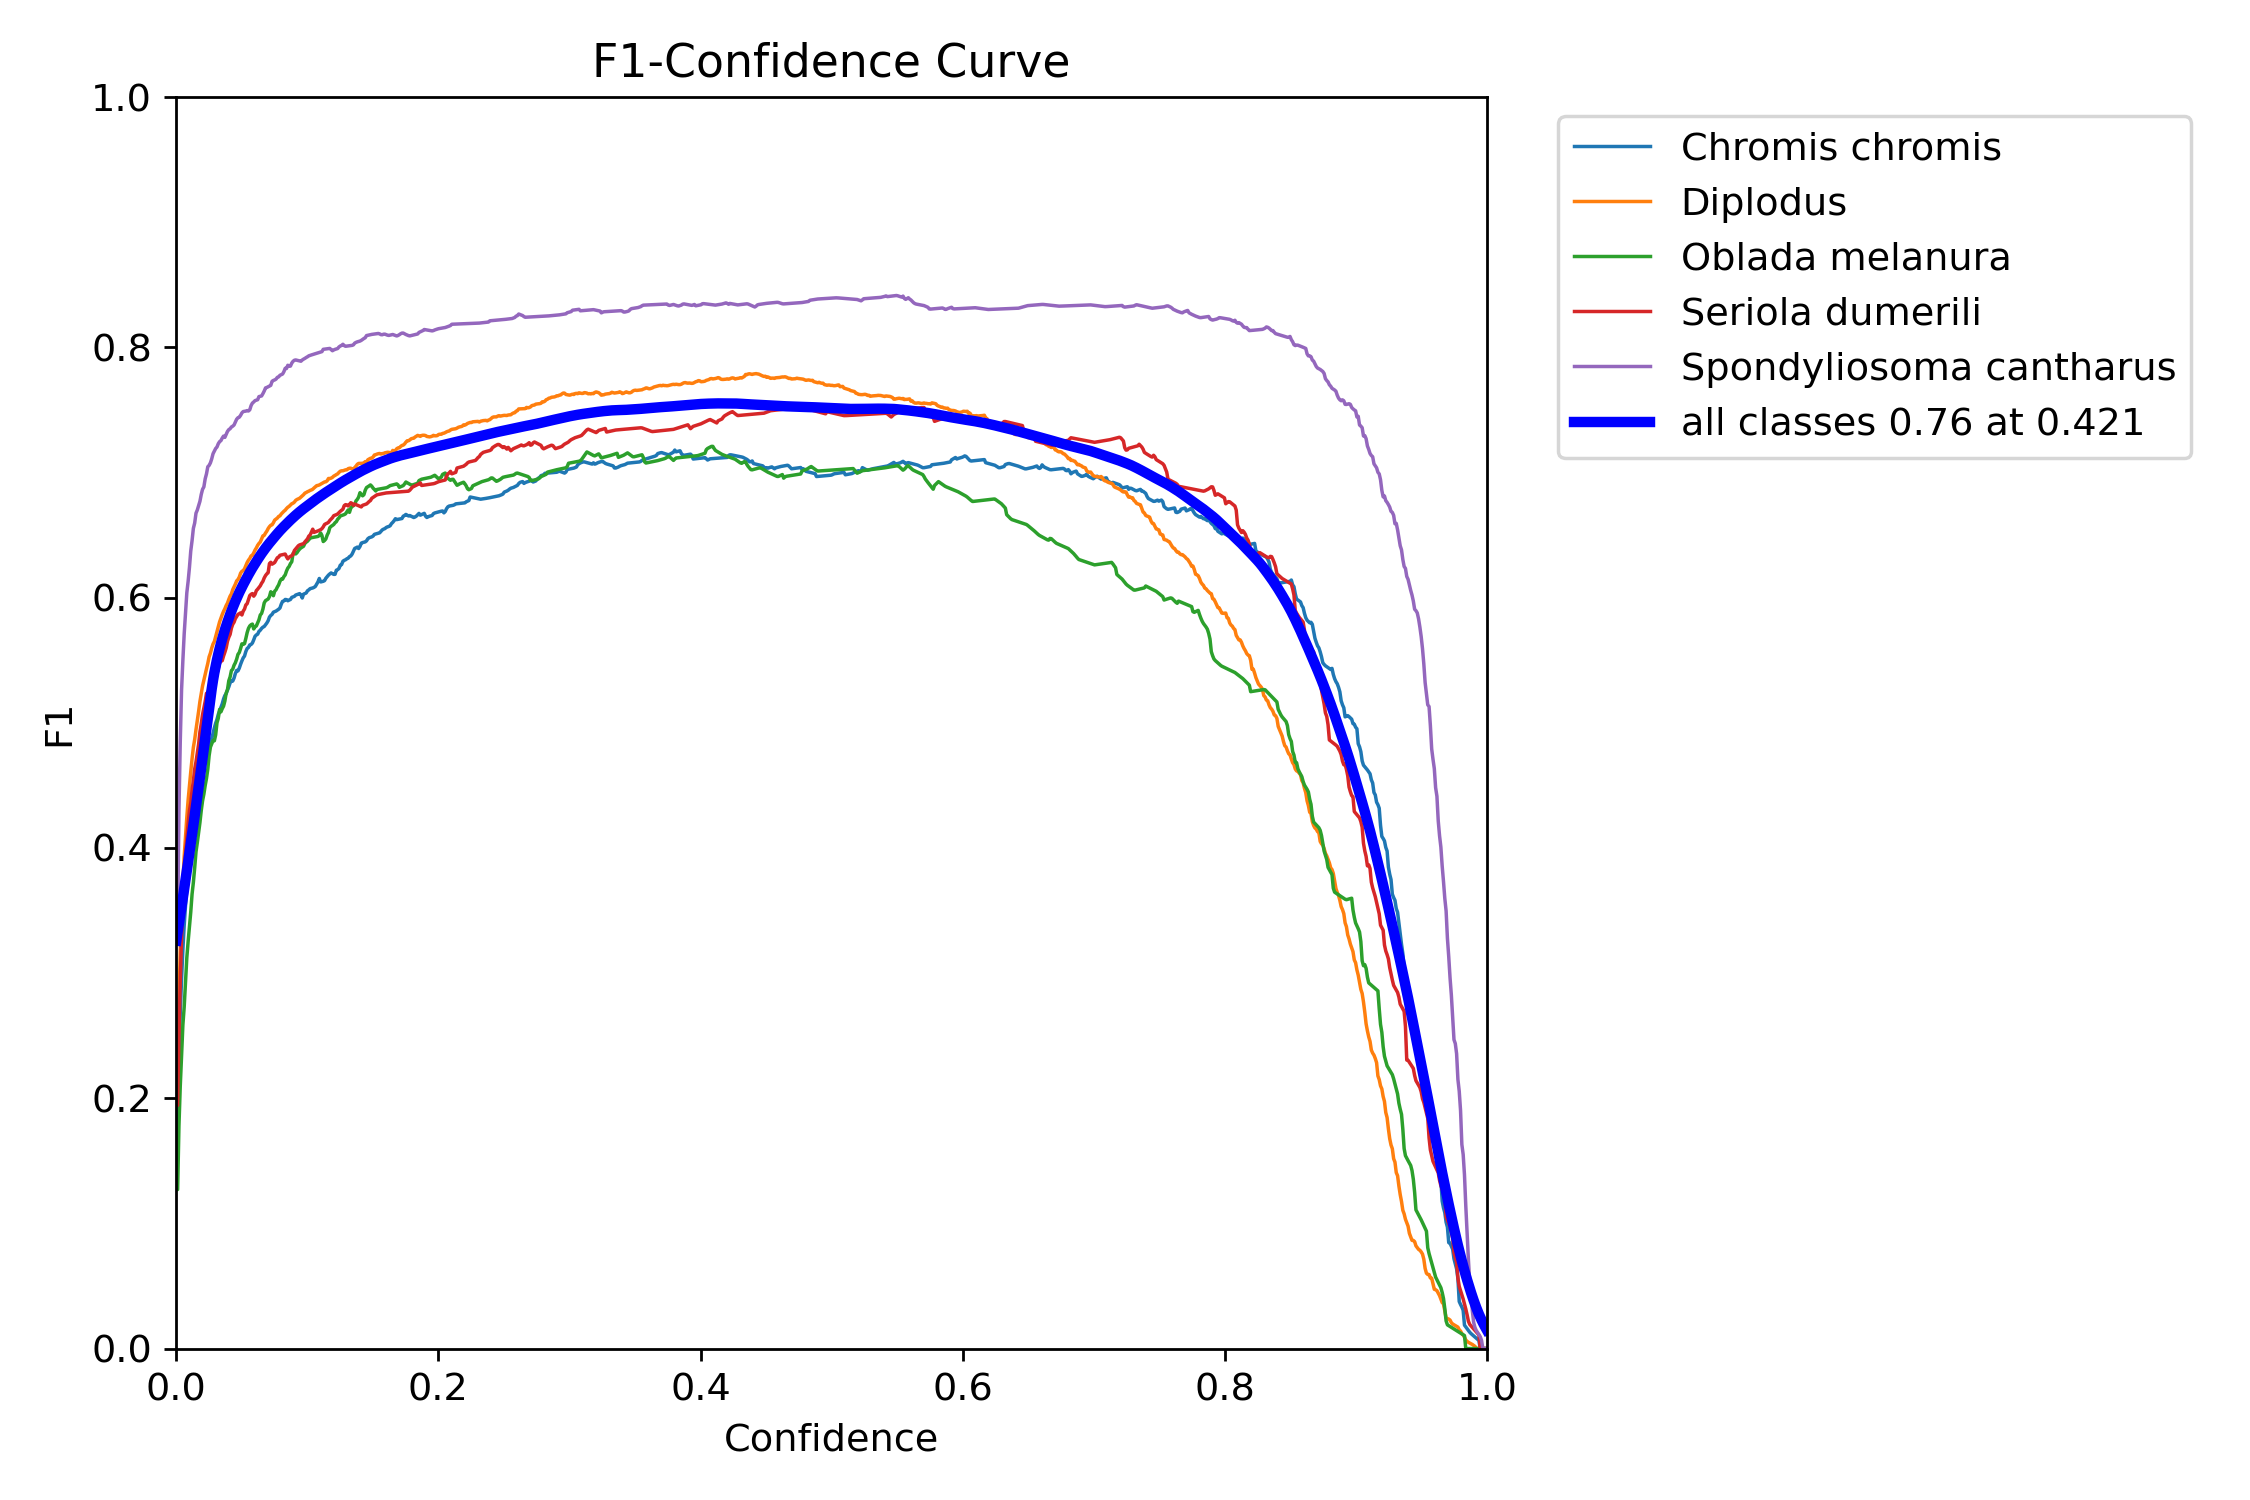 F1-Confidence Curve
1.0
0.8
0.6
0.4
0.2
0.0
F1
0.0 0.2 0.4 0.6 0.8 1.0
Confidence
Chromis chromis
Diplodus
Oblada melanura
Seriola dumerili
Spondyliosoma cantharus
all classes 0.76 at 0.421